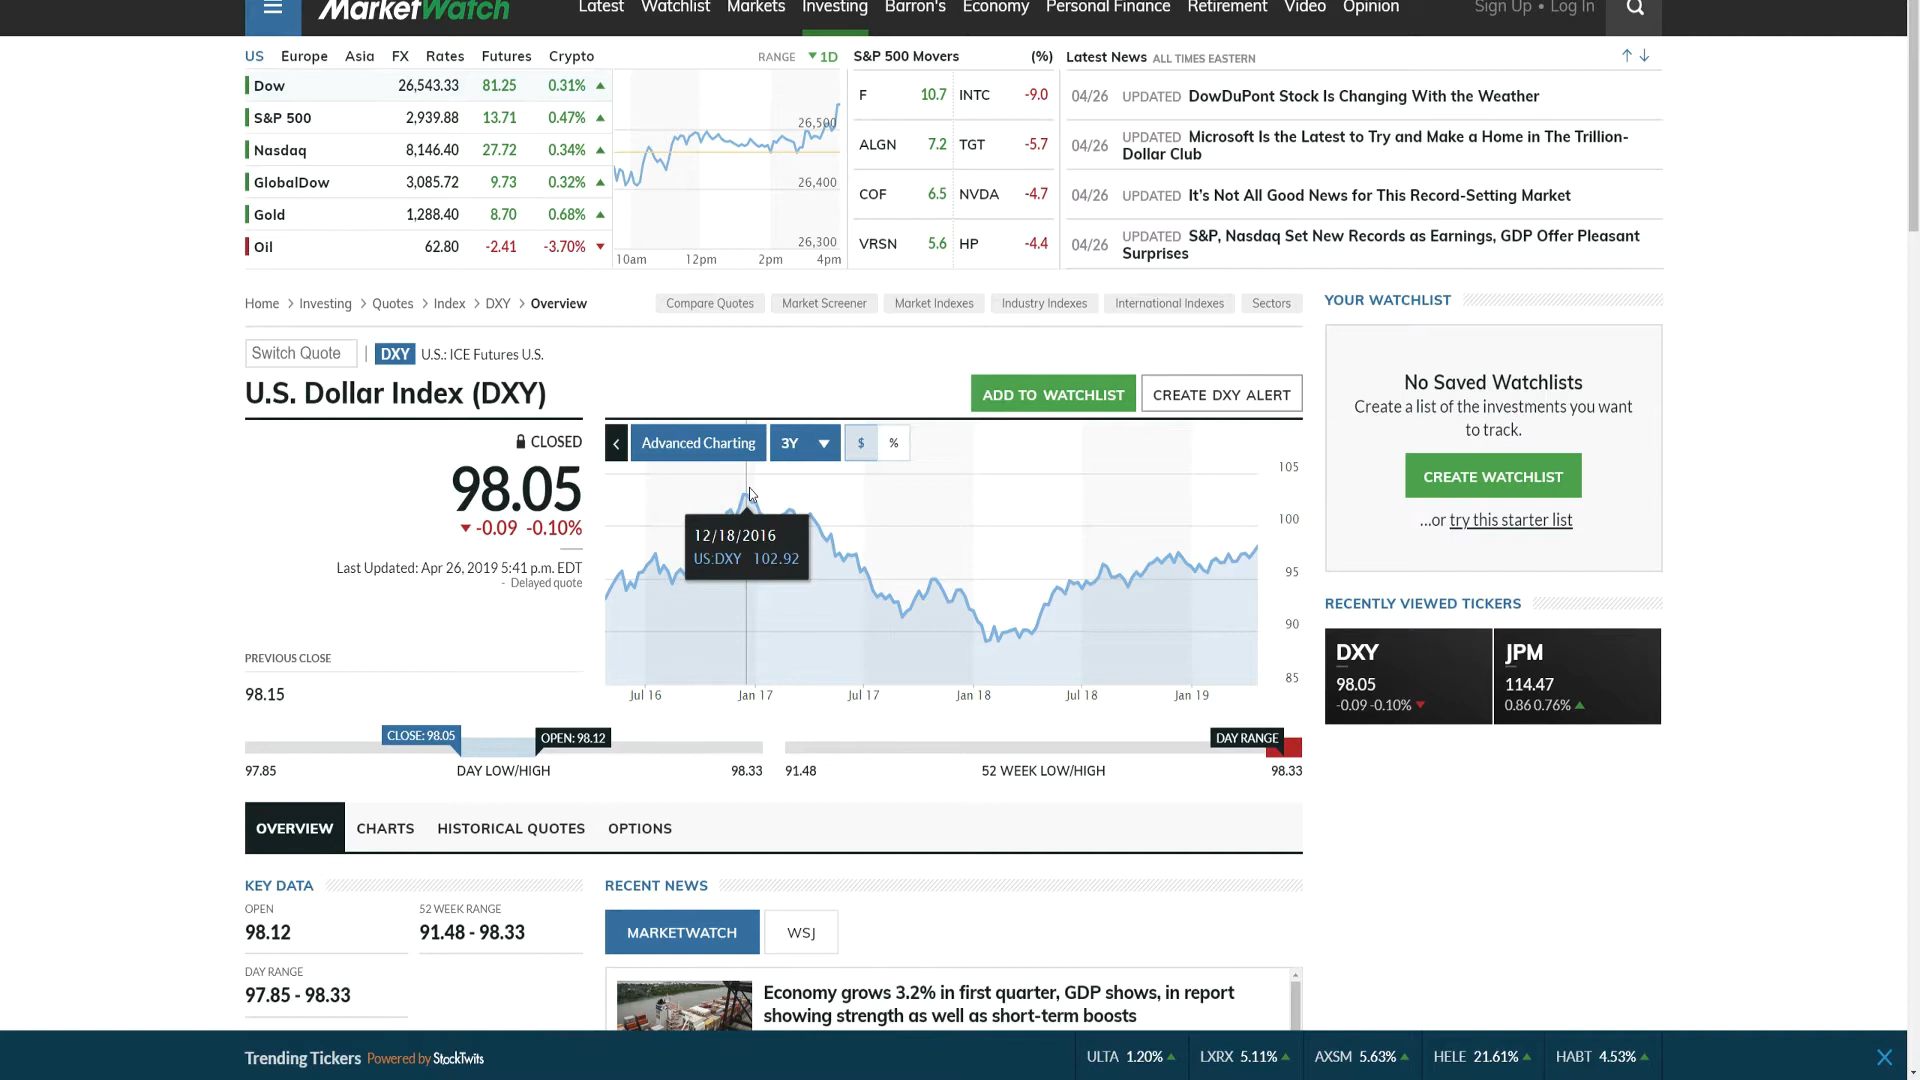 MarketWatch
Latest Watchlist Markets Investing Barron's Economy Personal Finance Retirement Video Opinion
Sign Up • Log In
US Europe Asia FX Rates Futures Crypto
RANGE 1D
S&P 500 Movers (%)
Latest News ALL TIMES EASTERN
Dow 26,543.33 81.25 0.31%
S&P 500 2,939.88 13.71 0.47%
Nasdaq 8,146.40 27.72 0.34%
GlobalDow 3,085.72 9.73 0.32%
Gold 1,288.40 8.70 0.68%
Oil 62.80 -2.41 -3.70%
26,500
26,400
26,300
10am 12pm 2pm 4pm
F 10.7 INTC -9.0
ALGN 7.2 TGT -5.7
COF 6.5 NVDA -4.7
VRSN 5.6 HP -4.4
04/26 UPDATED DowDuPont Stock Is Changing With the Weather
04/26 UPDATED Microsoft Is the Latest to Try and Make a Home in The Trillion-
Dollar Club
04/26 UPDATED It's Not All Good News for This Record-Setting Market
04/26 UPDATED S&P, Nasdaq Set New Records as Earnings, GDP Offer Pleasant
Surprises
Home > Investing > Quotes > Index > DXY > Overview
Compare Quotes Market Screener Market Indexes Industry Indexes International Indexes Sectors
YOUR WATCHLIST
Switch Quote | DXY U.S.: ICE Futures U.S.
U.S. Dollar Index (DXY)
ADD TO WATCHLIST CREATE DXY ALERT
No Saved Watchlists
Create a list of the investments you want
to track.
CREATE WATCHLIST
...or try this starter list
CLOSED
98.05
-0.09 -0.10%
Last Updated: Apr 26, 2019 5:41 p.m. EDT
- Delayed quote
PREVIOUS CLOSE
98.15
< Advanced Charting 3Y $ %
12/18/2016
US:DXY 102.92
105
100
95
90
85
Jul 16 Jan 17 Jul 17 Jan 18 Jul 18 Jan 19
RECENTLY VIEWED TICKERS
DXY
98.05
-0.09 -0.10%
JPM
114.47
0.86 0.76%
CLOSE: 98.05 OPEN: 98.12
97.85 DAY LOW/HIGH 98.33
DAY RANGE
91.48 52 WEEK LOW/HIGH 98.33
OVERVIEW CHARTS HISTORICAL QUOTES OPTIONS
KEY DATA
OPEN
98.12
52 WEEK RANGE
91.48 - 98.33
DAY RANGE
97.85 - 98.33
RECENT NEWS
MARKETWATCH WSJ
Economy grows 3.2% in first quarter, GDP shows, in report
showing strength as well as short-term boosts
Trending Tickers Powered by StockTwits
ULTA 1.20% LXRX 5.11% AXSM 5.63% HELE 21.61% HABT 4.53%